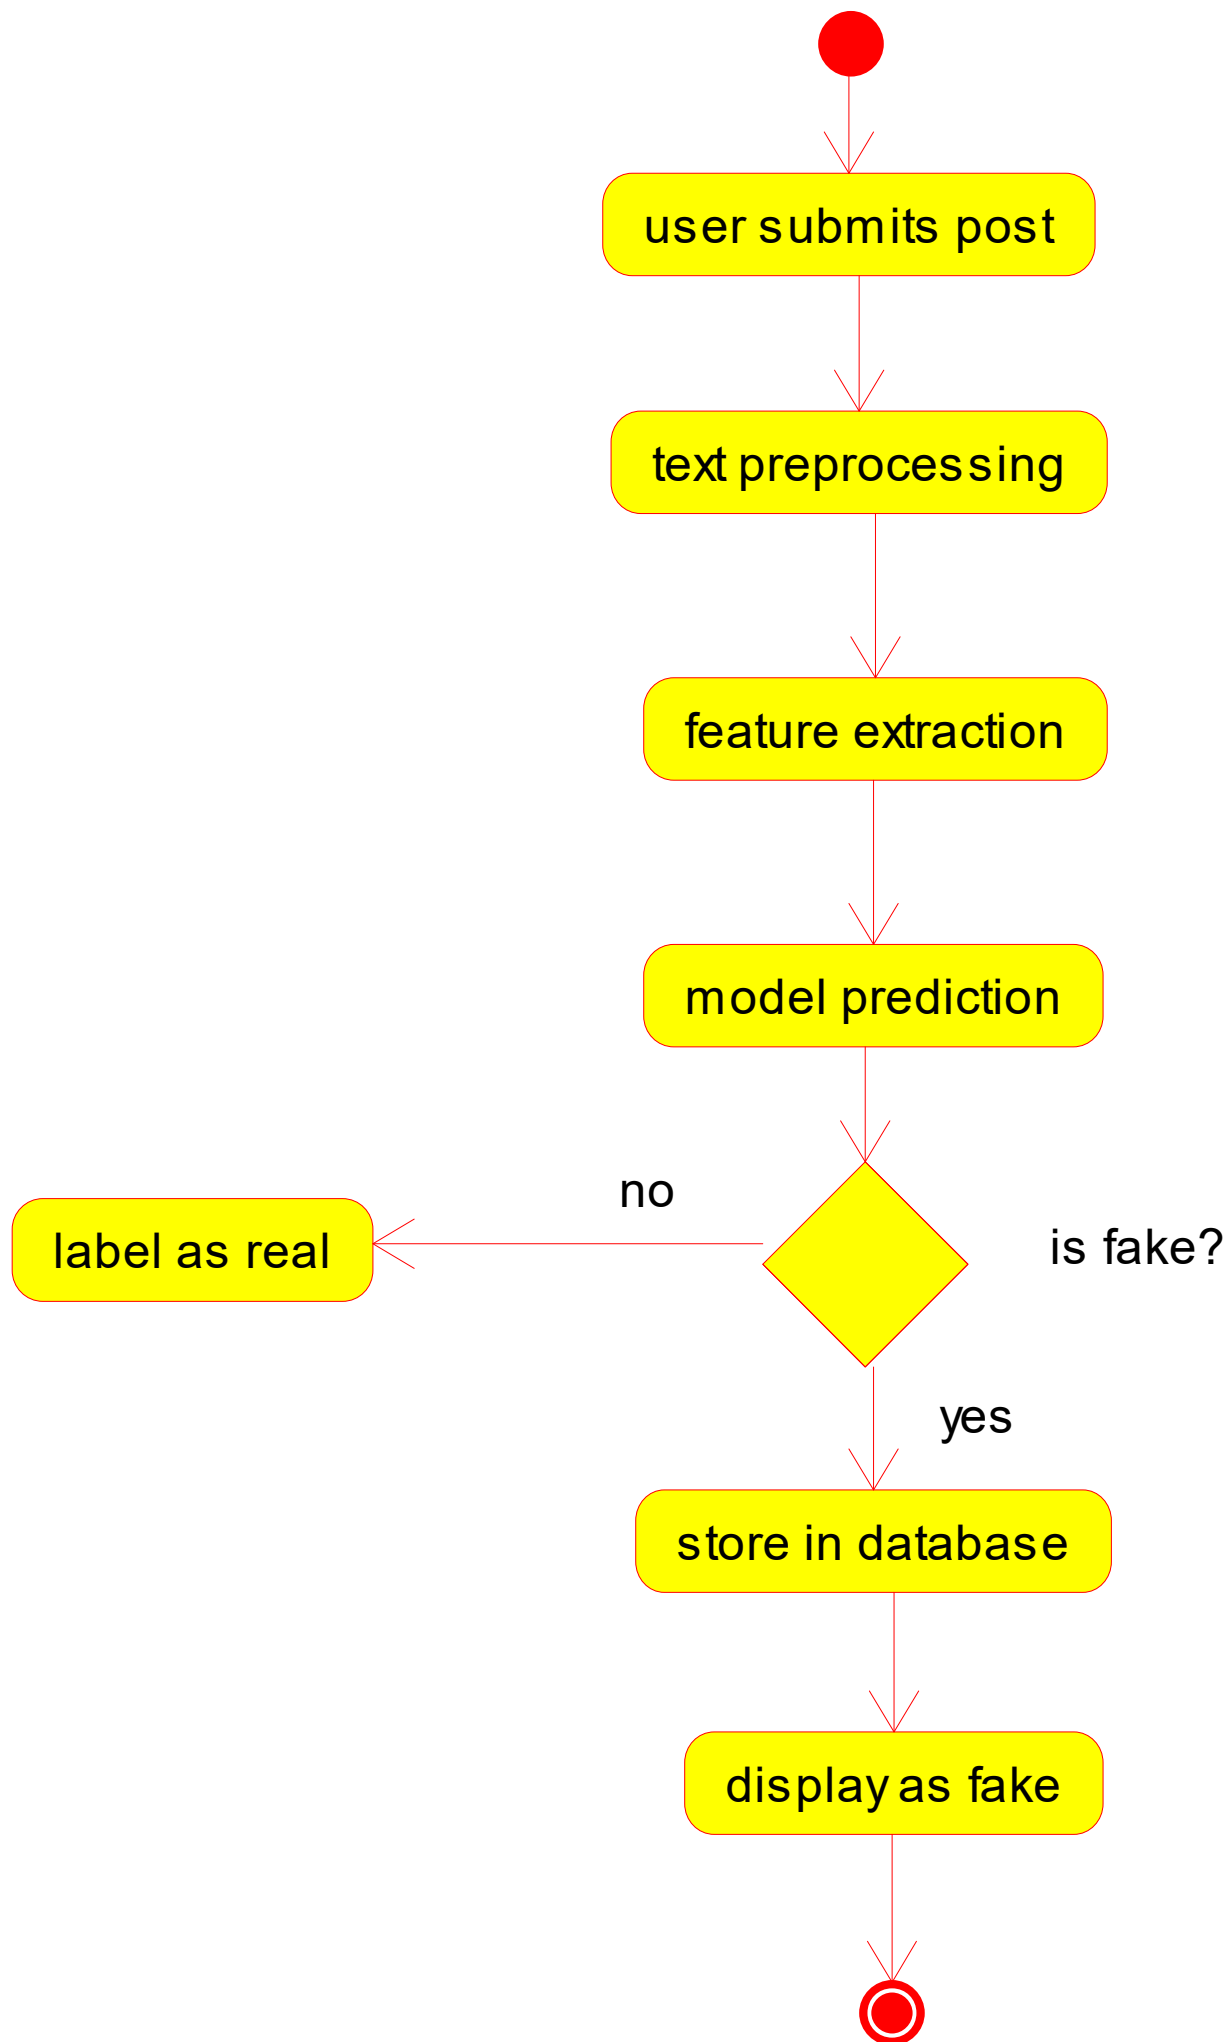 user submits post
text preprocessing
feature extraction
model prediction
no
label as real
is fake?
yes
store in database
display as fake